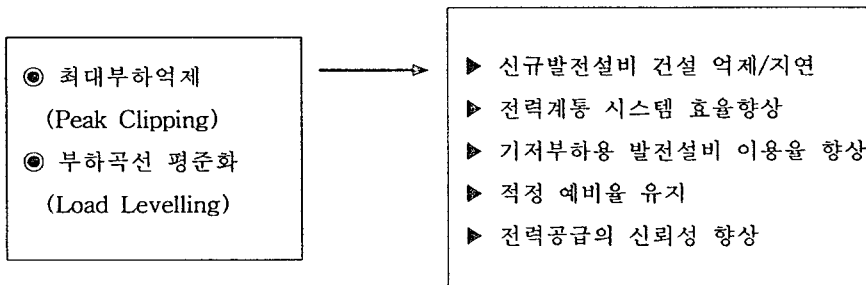 ◉ 최대부하억제
(Peak Clipping)
◉ 부하곡선 평준화
(Load Levelling)
▶ 신규발전설비 건설 억제/지연
▶ 전력계통 시스템 효율향상
▶ 기저부하용 발전설비 이용율 향상
▶ 적정 예비율 유지
▶ 전력공급의 신뢰성 향상